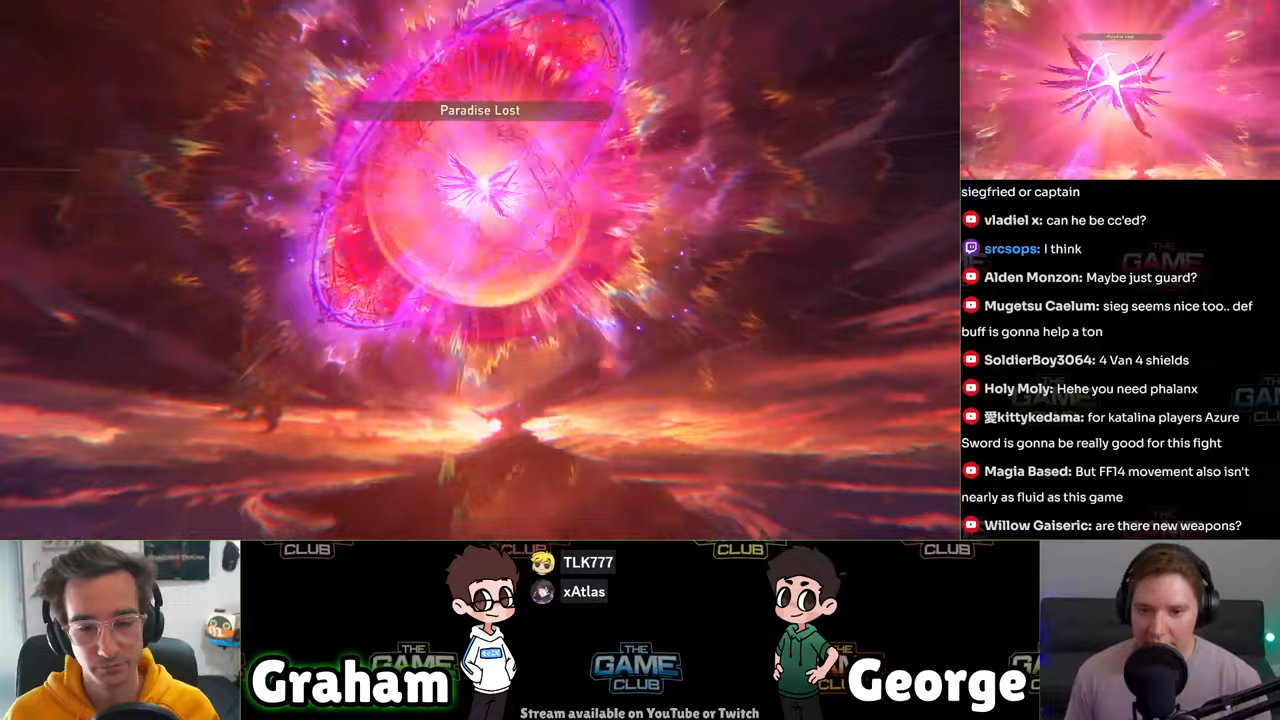 Paradise Lost
Paradise Lost
siegfried or captain
vladiel x: can he be cc'ed?
srcsops: I think
Alden Monzon: Maybe just guard?
Mugetsu Caelum: sieg seems nice too.. def
buff is gonna help a ton
SoldierBoy3064: 4 Van 4 shields
Holy Moly: Hehe you need phalanx
愛kittykedama: for katalina players Azure
Sword is gonna be really good for this fight
Magia Based: But FF14 movement also isn't
nearly as fluid as this game
Willow Gaiseric: are there new weapons?
TLK777
xAtlas
THE
GAME
CLUB
Graham
George
Stream available on YouTube or Twitch